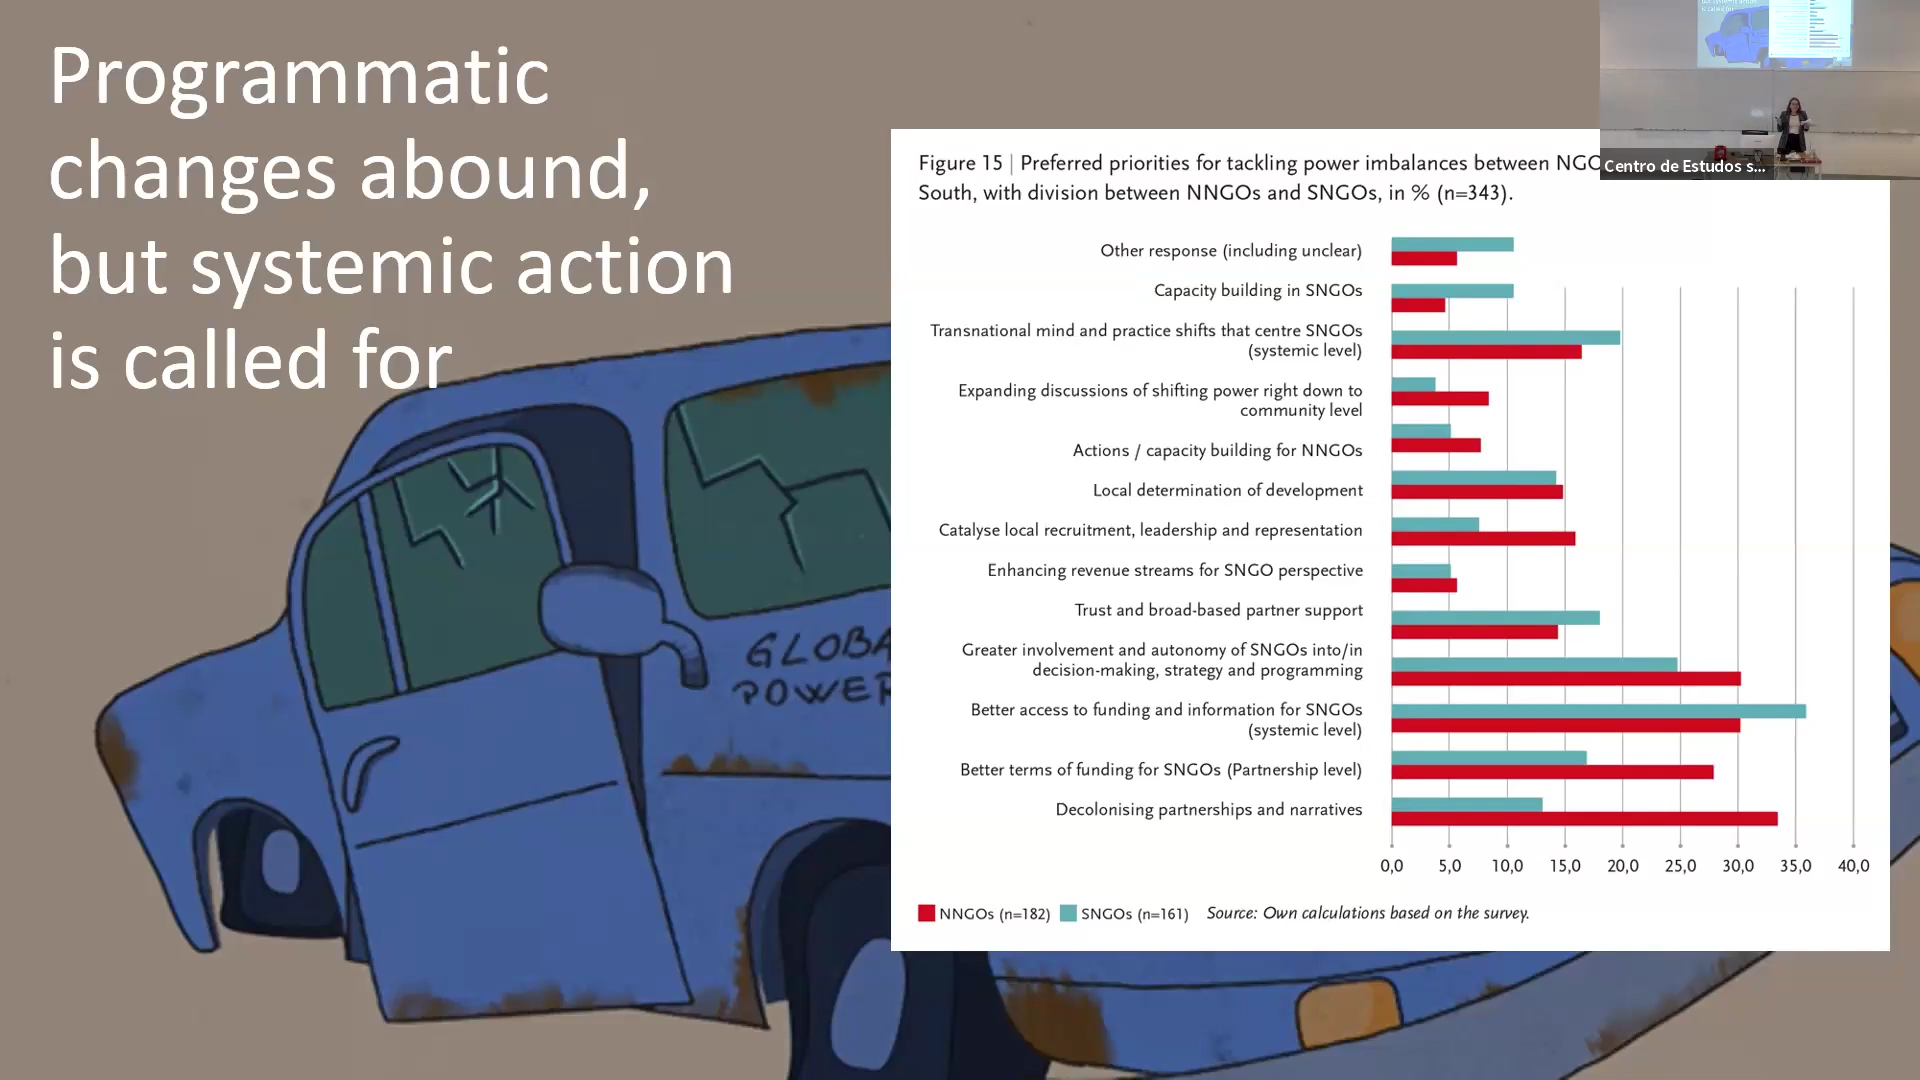 Programmatic
changes abound,
but systemic action
is called for
GLOBA
POWER
Figure 15 | Preferred priorities for tackling power imbalances between NGO
South, with division between NNGOs and SNGOs, in % (n=343).
Other response (including unclear)
Capacity building in SNGOs
Transnational mind and practice shifts that centre SNGOs
(systemic level)
Expanding discussions of shifting power right down to
community level
Actions / capacity building for NNGOs
Local determination of development
Catalyse local recruitment, leadership and representation
Enhancing revenue streams for SNGO perspective
Trust and broad-based partner support
Greater involvement and autonomy of SNGOs into/in
decision-making, strategy and programming
Better access to funding and information for SNGOs
(systemic level)
Better terms of funding for SNGOs (Partnership level)
Decolonising partnerships and narratives
0,0 5,0 10,0 15,0 20,0 25,0 30,0 35,0 40,0
NNGOs (n=182) SNGOs (n=161) Source: Own calculations based on the survey.
Centro de Estudos s...